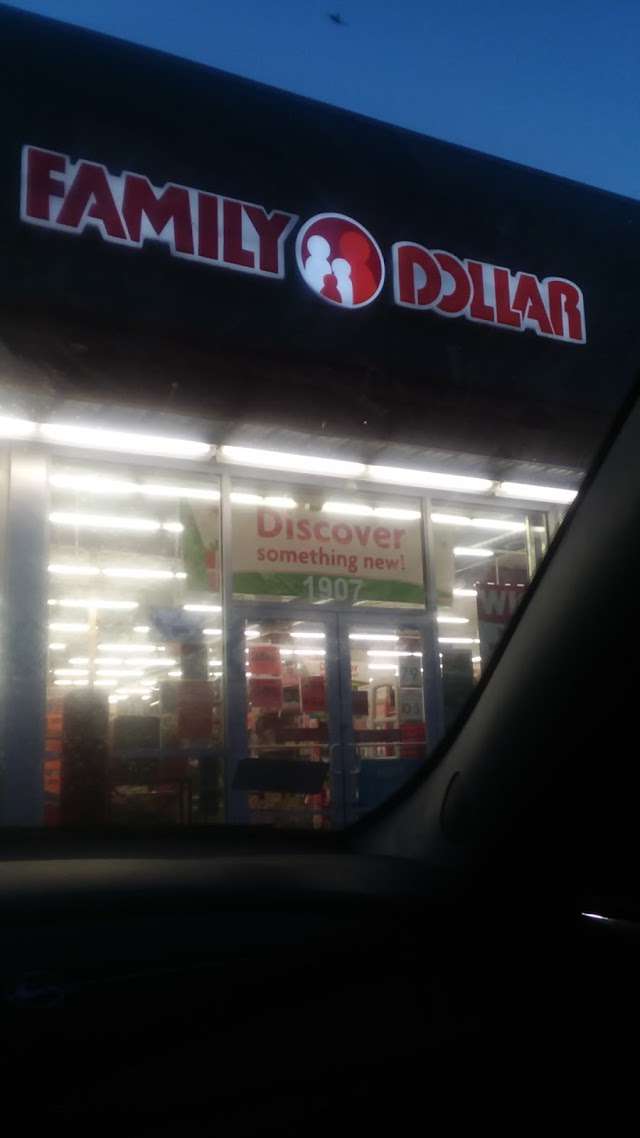 FAMILY DOLLAR
Discover
something new!
1907